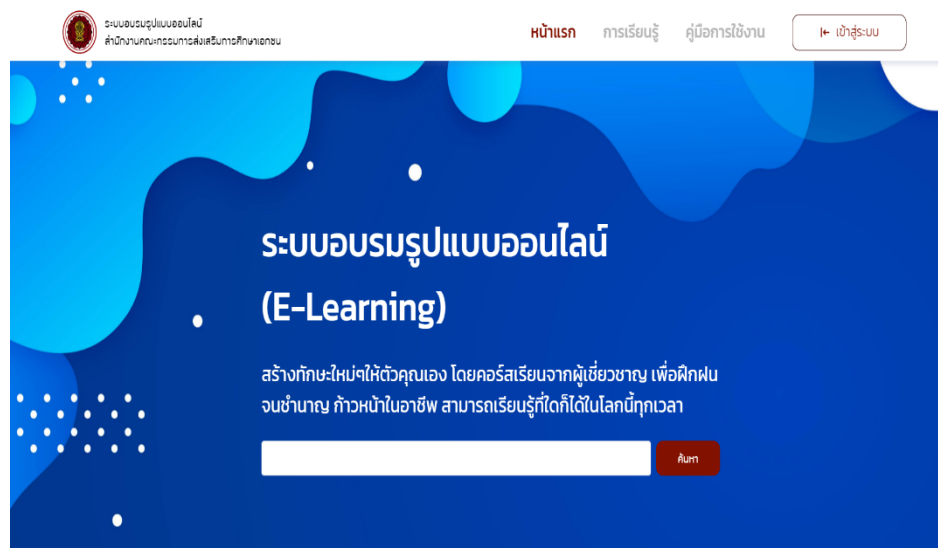 ระบบอบรมรูปแบบออนไลน์
สำนักงานคณะกรรมการส่งเสริมการศึกษาเอกชน
หน้าแรก การเรียนรู้ คู่มือการใช้งาน เข้าสู่ระบบ
ระบบอบรมรูปแบบออนไลน์
(E-Learning)
สร้างทักษะใหม่ๆให้ตัวคุณเอง โดยคอร์สเรียนจากผู้เชี่ยวชาญ เพื่อฝึกฝน
จนชำนาญ ก้าวหน้าในอาชีพ สามารถเรียนรู้ที่ใดก็ได้ในโลกนี้ทุกเวลา
ค้นหา